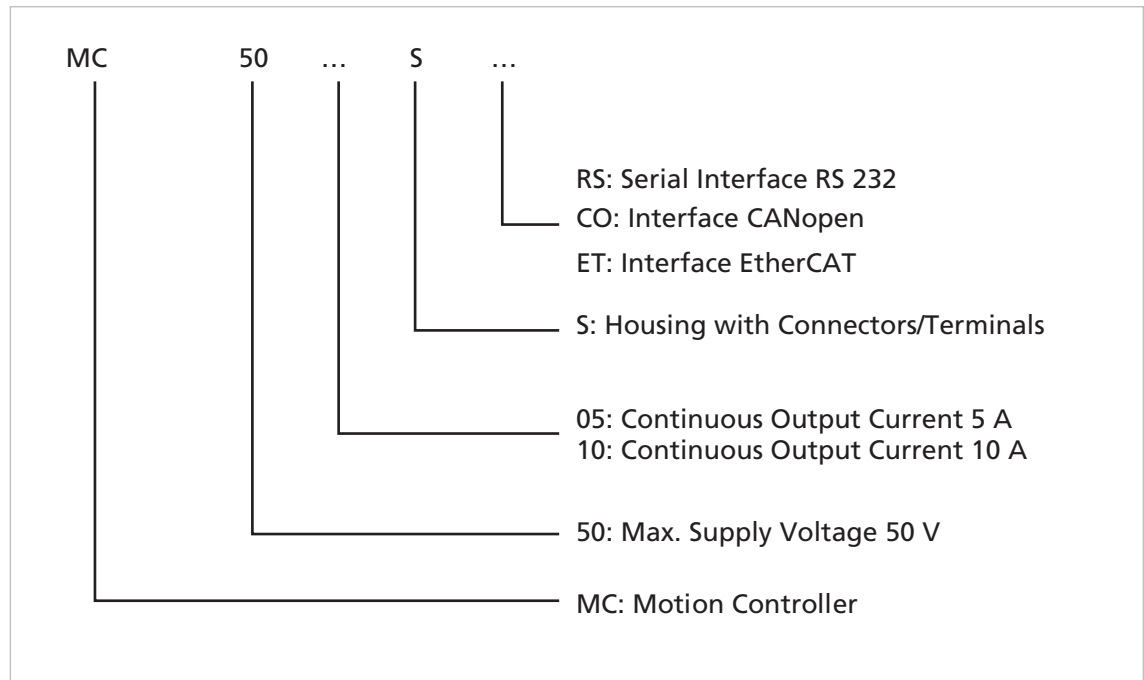 MC 50 … S …
RS: Serial Interface RS 232
CO: Interface CANopen
ET: Interface EtherCAT
S: Housing with Connectors/Terminals
05: Continuous Output Current 5 A
10: Continuous Output Current 10 A
50: Max. Supply Voltage 50 V
MC: Motion Controller